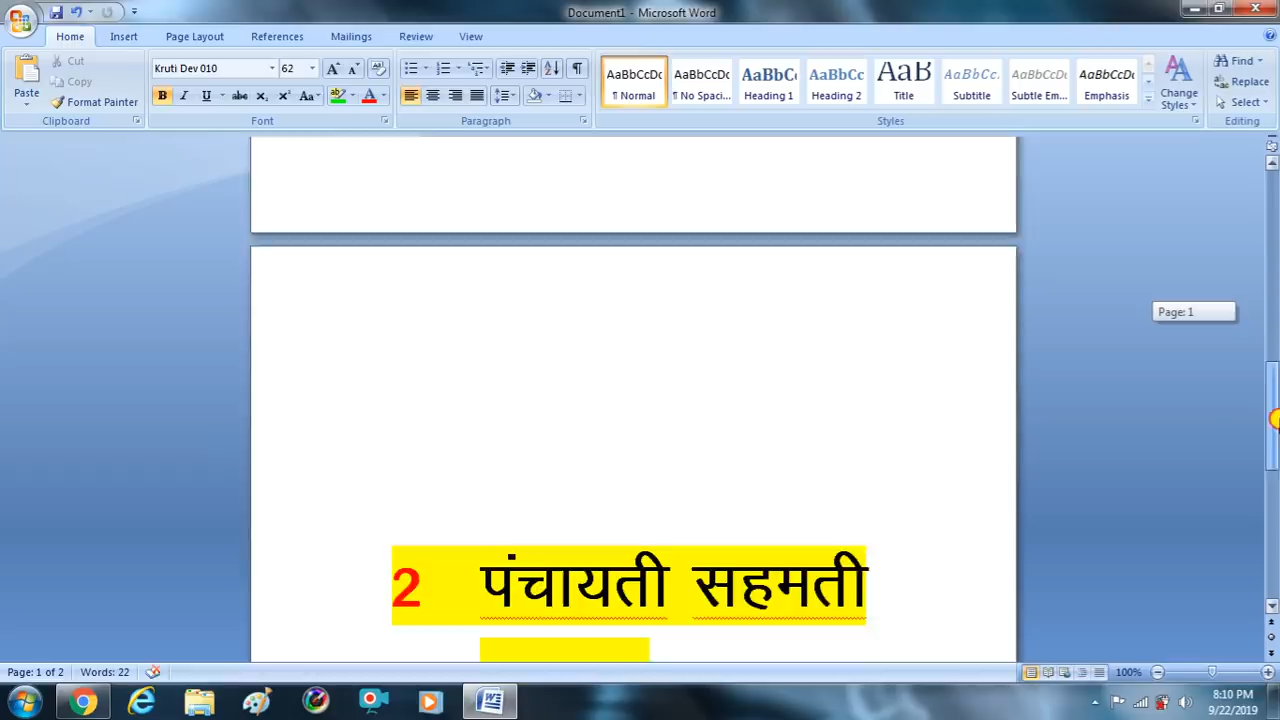 Document1 - Microsoft Word
Home Insert Page Layout References Mailings Review View
Paste Cut Copy Format Painter
Clipboard
Kruti Dev 010 62
Font
Paragraph
AaBbCcDc AaBbCcDc AaBbC AaBbCc AaB AaBbCc. AaBbCcDc AaBbCcDc
¶ Normal ¶ No Spaci... Heading 1 Heading 2 Title Subtitle Subtle Em... Emphasis
Change Styles
Styles
Find
Replace
Select
Editing
Page: 1
2 पंचायती सहमती
Page: 1 of 2 Words: 22 100%
8:10 PM
9/22/2019